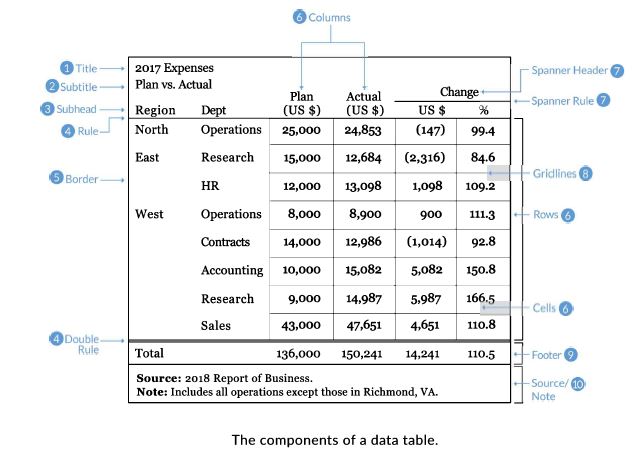 6 Columns
1 Title
2017 Expenses
Spanner Header 7
2 Subtitle
Plan vs. Actual
Plan Actual Change
Spanner Rule 7
3 Subhead
Region Dept (US $) (US $) US $ %
4 Rule
North Operations 25,000 24,853 (147) 99.4
East Research 15,000 12,684 (2,316) 84.6
Gridlines 8
5 Border
HR 12,000 13,098 1,098 109.2
West Operations 8,000 8,900 900 111.3
Rows 6
Contracts 14,000 12,986 (1,014) 92.8
Accounting 10,000 15,082 5,082 150.8
Research 9,000 14,987 5,987 166.5
Cells 6
Sales 43,000 47,651 4,651 110.8
4 Double
Rule
Total 136,000 150,241 14,241 110.5
Footer 9
Source: 2018 Report of Business.
Note: Includes all operations except those in Richmond, VA.
Source/ 10
Note
The components of a data table.